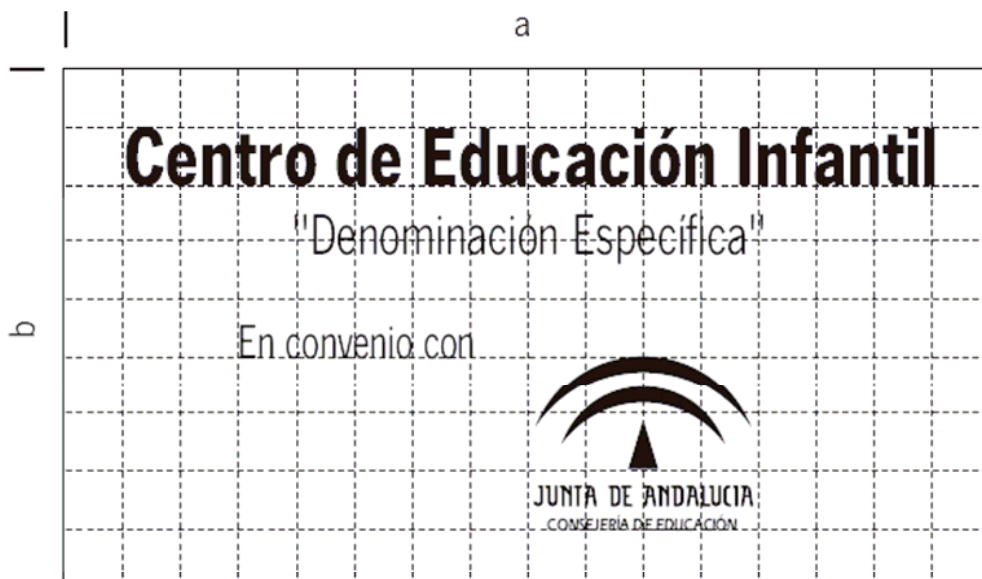 a
Centro de Educación Infantil
"Denominación Específica"
b
En convenio con
JUNTA DE ANDALUCIA
CONSEJERÍA DE EDUCACIÓN